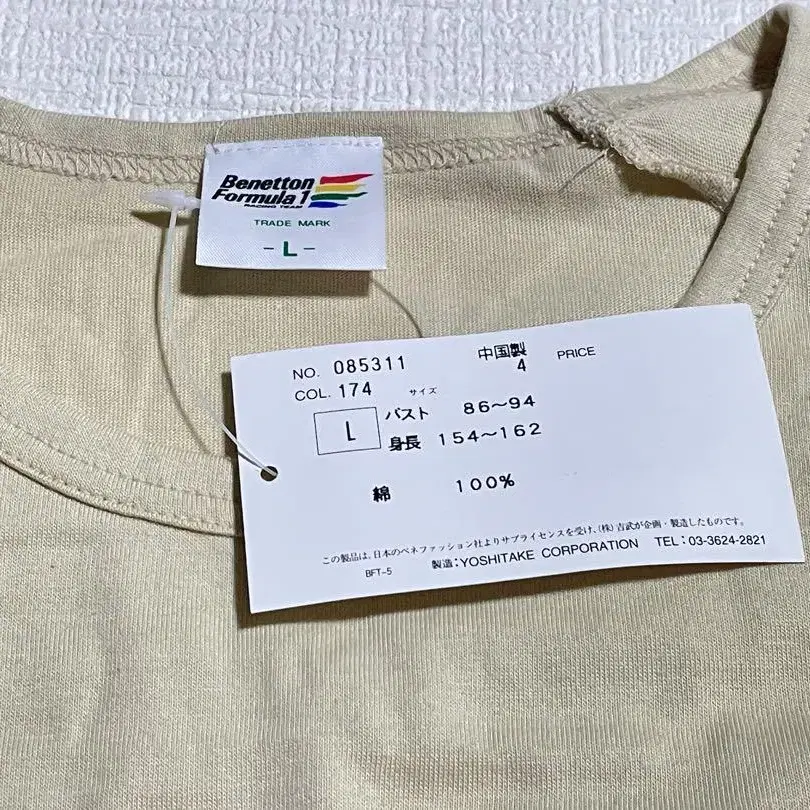 Benetton
Formula 1
RACING TEAM
TRADE MARK
- L -
NO. 085311 中国製 PRICE
4
COL. 174 サイズ
L バスト 86〜94
身長 154〜162
綿 100%
この製品は、日本のベネファッション社よりサブライセンスを受け、(株)吉武が企画・製造したものです。
BFT-5 製造:YOSHITAKE CORPORATION TEL:03-3624-2821